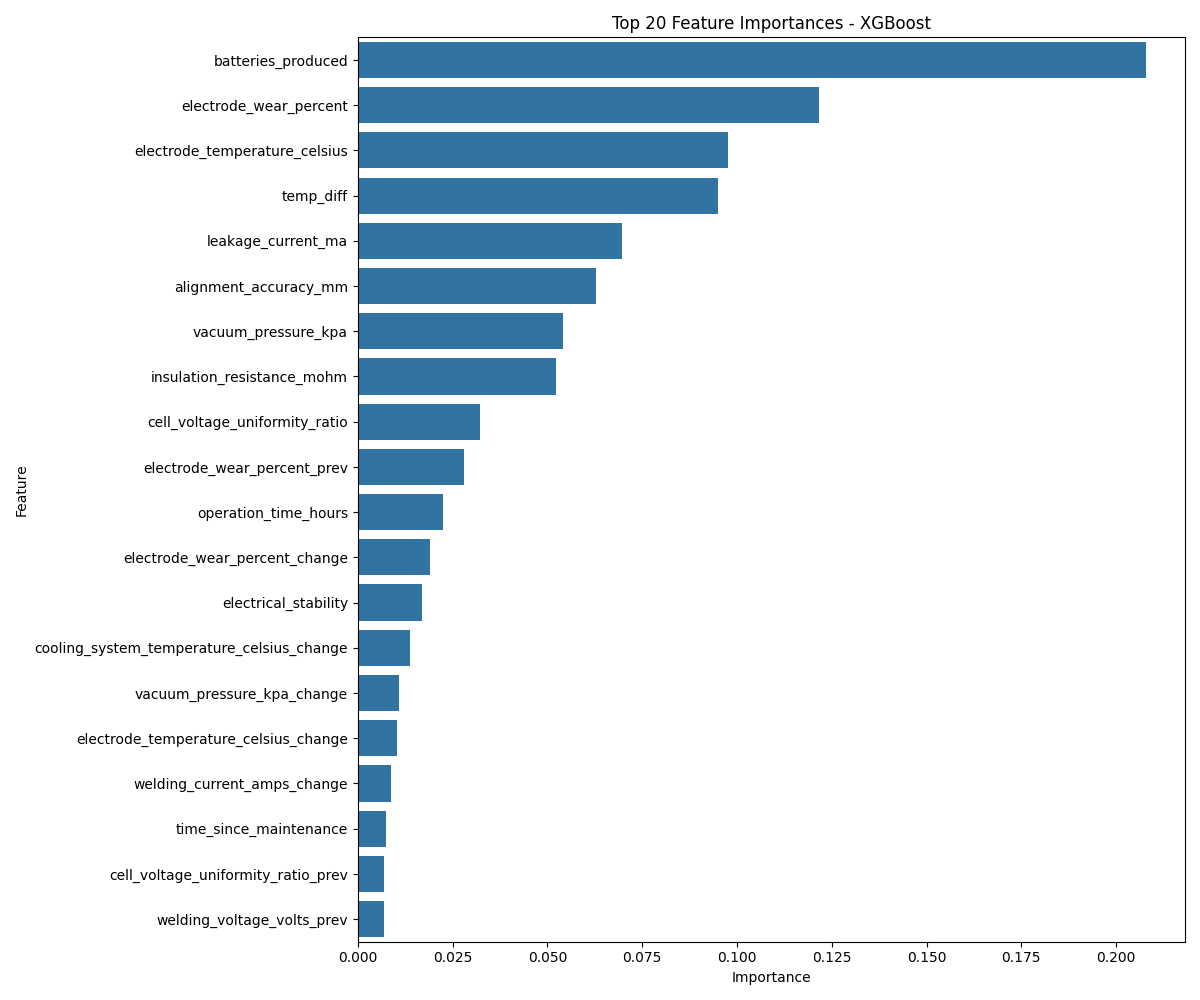 Top 20 Feature Importances - XGBoost
batteries_produced
electrode_wear_percent
electrode_temperature_celsius
temp_diff
leakage_current_ma
alignment_accuracy_mm
vacuum_pressure_kpa
insulation_resistance_mohm
cell_voltage_uniformity_ratio
electrode_wear_percent_prev
operation_time_hours
electrode_wear_percent_change
electrical_stability
cooling_system_temperature_celsius_change
vacuum_pressure_kpa_change
electrode_temperature_celsius_change
welding_current_amps_change
time_since_maintenance
cell_voltage_uniformity_ratio_prev
welding_voltage_volts_prev
Feature
0.000 0.025 0.050 0.075 0.100 0.125 0.150 0.175 0.200
Importance